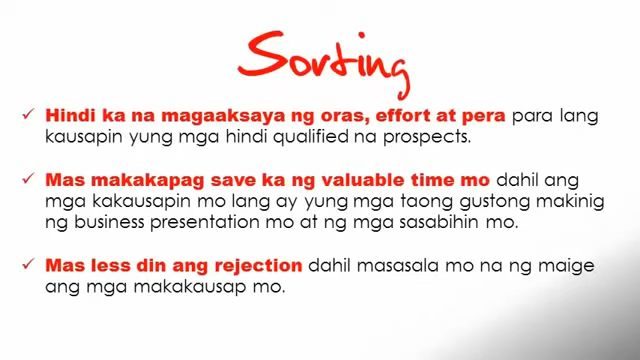 Sorting
✓ Hindi ka na magaaksaya ng oras, effort at pera para lang
kausapin yung mga hindi qualified na prospects.
✓ Mas makakapag save ka ng valuable time mo dahil ang
mga kakausapin mo lang ay yung mga taong gustong makinig
ng business presentation mo at ng mga sasabihin mo.
✓ Mas less din ang rejection dahil masasala mo na ng maige
ang mga makakausap mo.